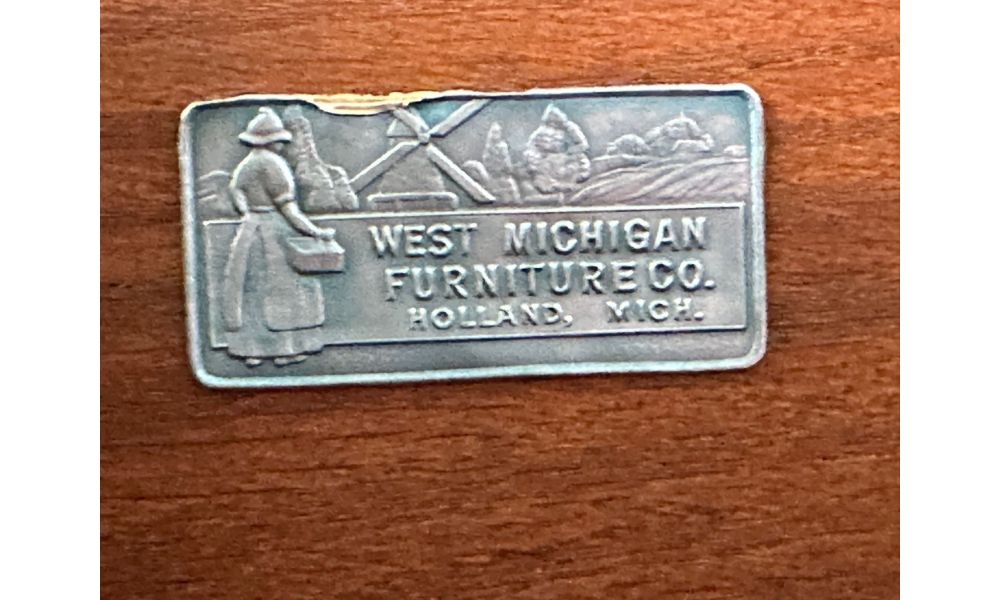 WEST MICHIGAN
FURNITURE CO.
HOLLAND, MICH.